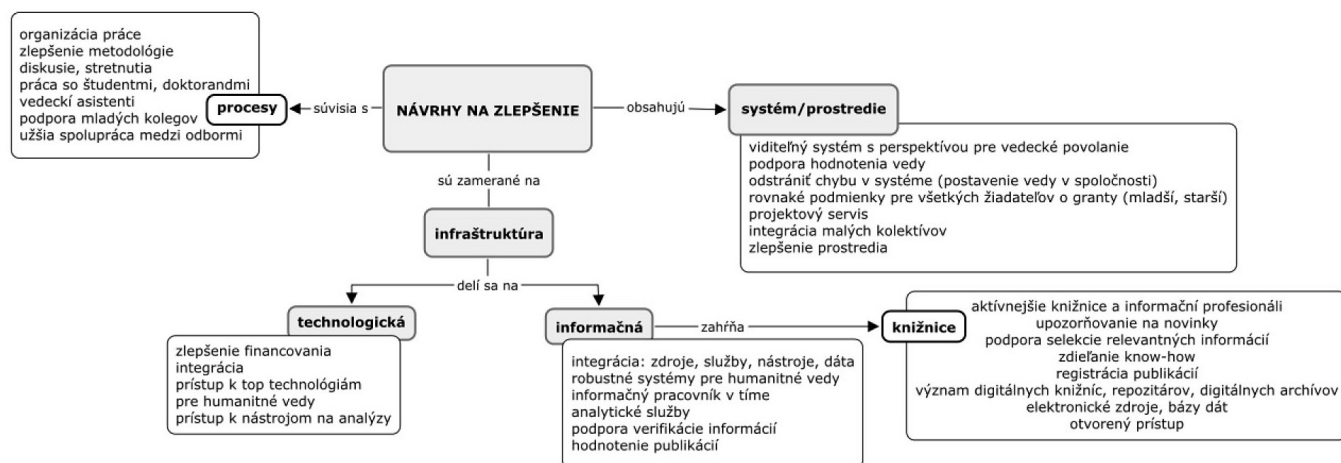 organizácia práce
zlepšenie metodológie
diskusie, stretnutia
práca so študentmi, doktorandmi
vedeckí asistenti
podpora mladých kolegov
užšia spolupráca medzi odbormi
procesy
súvisia s
NÁVRHY NA ZLEPŠENIE
obsahujú
systém/prostredie
viditeľný systém s perspektívou pre vedecké povolanie
podpora hodnotenia vedy
odstrániť chybu v systéme (postavenie vedy v spoločnosti)
rovnaké podmienky pre všetkých žiadateľov o granty (mladší, starší)
projektový servis
integrácia malých kolektívov
zlepšenie prostredia
sú zamerané na
infraštruktúra
delí sa na
technologická
zlepšenie financovania
integrácia
prístup k top technológiám
pre humanitné vedy
prístup k nástrojom na analýzy
informačná
integrácia: zdroje, služby, nástroje, dáta
robustné systémy pre humanitné vedy
informačný pracovník v tíme
analytické služby
podpora verifikácie informácií
hodnotenie publikácií
zahŕňa
knižnice
aktívnejšie knižnice a informační profesionáli
upozorňovanie na novinky
podpora selekcie relevantných informácií
zdieľanie know-how
registrácia publikácií
význam digitálnych knižníc, repozitárov, digitálnych archívov
elektronické zdroje, bázy dát
otvorený prístup